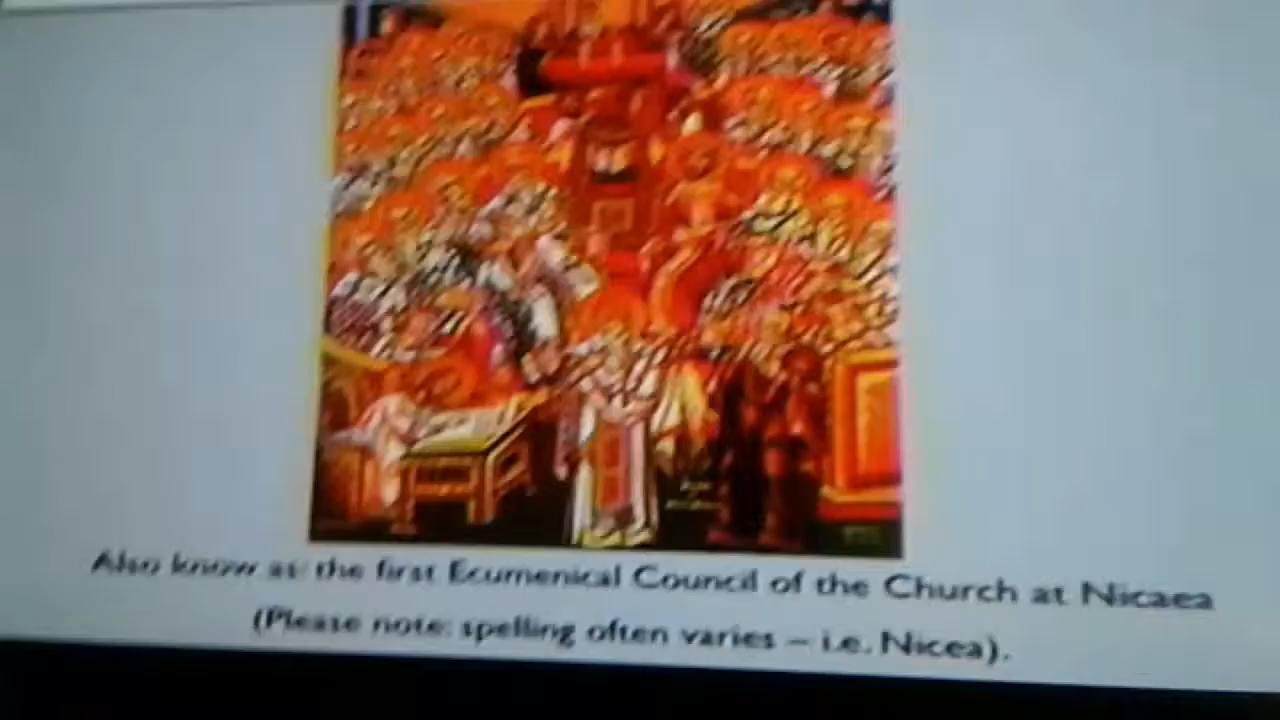 Also know as the first Ecumenical Council of the Church at Nicaea
(Please note: spelling often varies – i.e. Nicea).